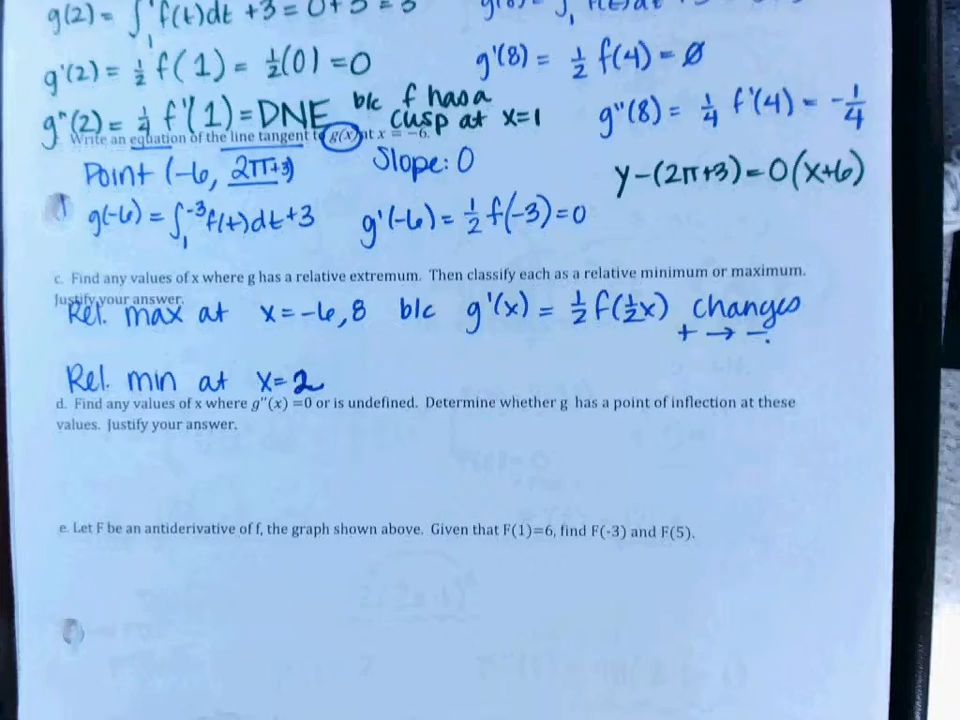 g(2) = ∫₁¹ f(t)dt + 3 = 0 + 3 = 3
g'(2) = ½ f(1) = ½(0) = 0 g'(8) = ½ f(4) = 0
g"(2) = ¼ f'(1) = DNE b/c f has a cusp at x=1 g"(8) = ¼ f'(4) = -¼
Write an equation of the line tangent to g(x) at x = −6.
Point (-6, 2π+3) Slope: 0 y-(2π+3) = 0(x+6)
g(-6) = ∫₁⁻³ f(t)dt + 3 g'(-6) = ½ f(-3) = 0
c. Find any values of x where g has a relative extremum. Then classify each as a relative minimum or maximum.
Justify your answer.
Rel. max at x = -6, 8 b/c g'(x) = ½ f(½x) changes
+ → -.
Rel. min at x = 2
d. Find any values of x where g"(x) =0 or is undefined. Determine whether g has a point of inflection at these
values. Justify your answer.
e. Let F be an antiderivative of f, the graph shown above. Given that F(1)=6, find F(-3) and F(5).